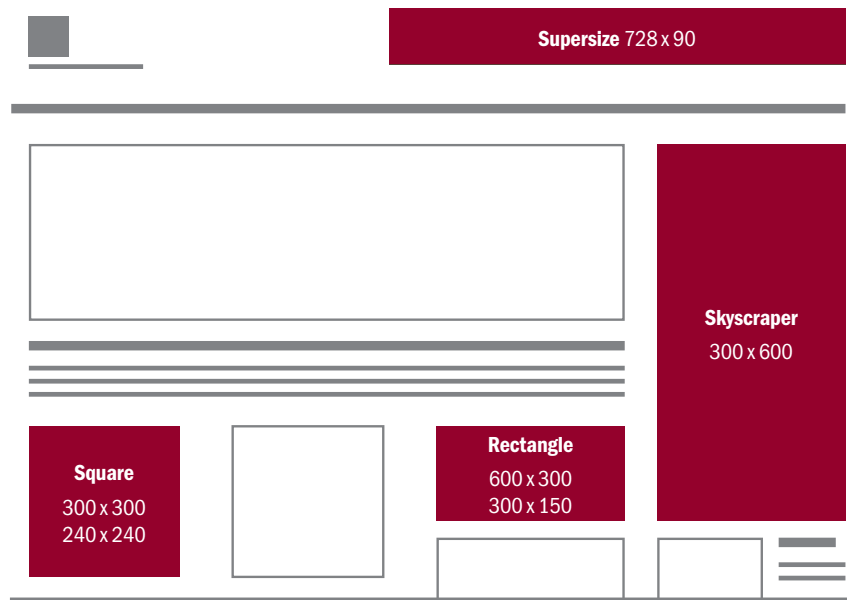 Supersize 728 x 90
Skyscraper
300 x 600
Square
300 x 300
240 x 240
Rectangle
600 x 300
300 x 150